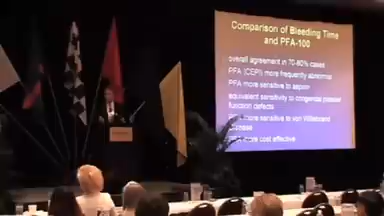 Comparison of Bleeding Time
and PFA-100
overall agreement in 70-80% cases
PFA (CEPI) more frequently abnormal
PFA more sensitive to aspirin
equivalent sensitivity to congenital platelet
function defects
PFA more sensitive to von Willebrand
disease
PFA more cost effective